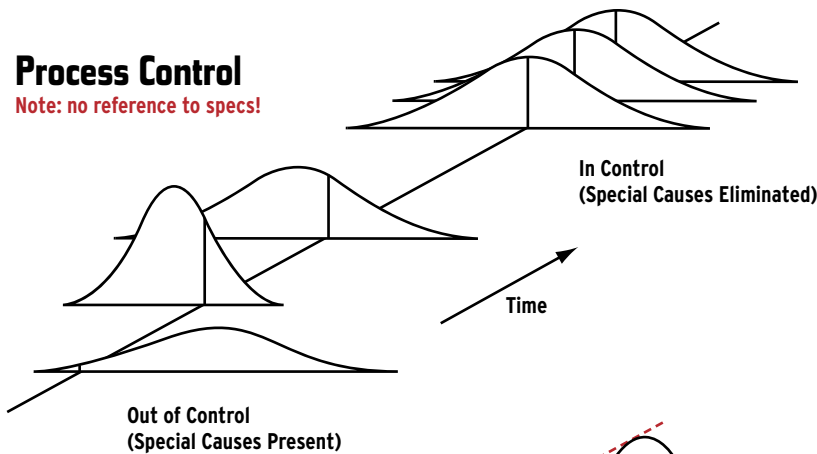 Process Control
Note: no reference to specs!
In Control
(Special Causes Eliminated)
Time
Out of Control
(Special Causes Present)